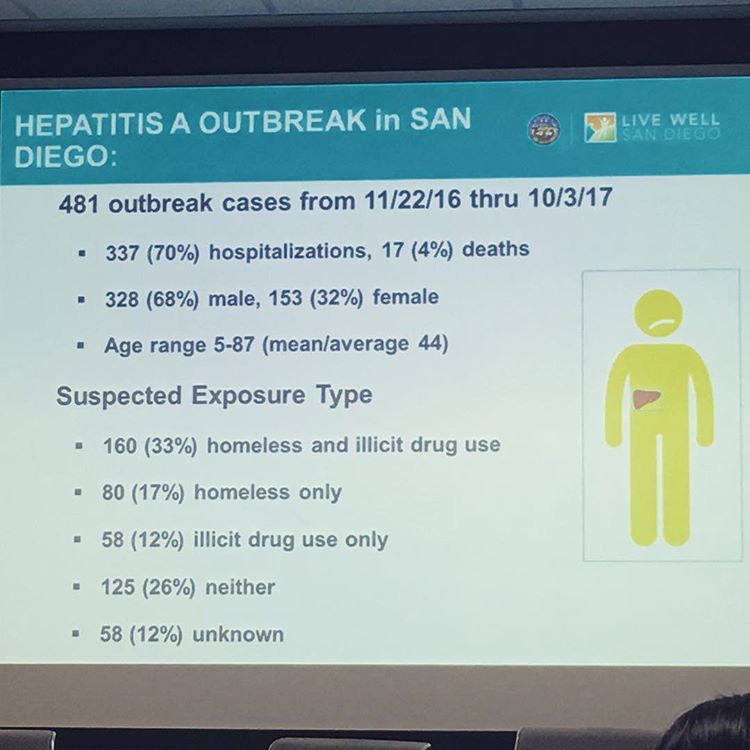 HEPATITIS A OUTBREAK in SAN
DIEGO:
LIVE WELL
SAN DIEGO
481 outbreak cases from 11/22/16 thru 10/3/17
▪ 337 (70%) hospitalizations, 17 (4%) deaths
▪ 328 (68%) male, 153 (32%) female
▪ Age range 5-87 (mean/average 44)
Suspected Exposure Type
▪ 160 (33%) homeless and illicit drug use
▪ 80 (17%) homeless only
▪ 58 (12%) illicit drug use only
▪ 125 (26%) neither
▪ 58 (12%) unknown